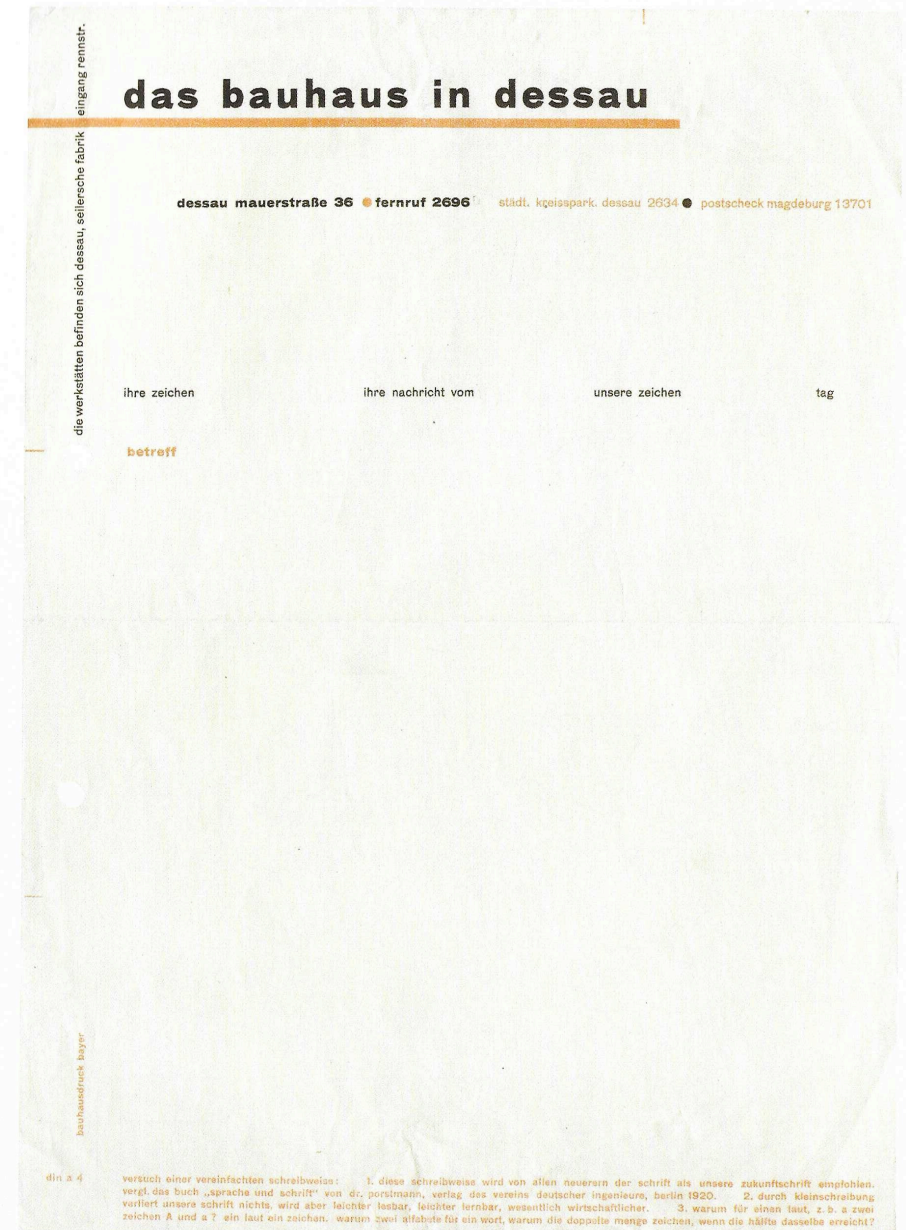 die werkstätten befinden sich dessau, seilersche fabrik eingang rennstr.
das bauhaus in dessau
dessau mauerstraße 36 ● fernruf 2696 städt. kreisspark. dessau 2634 ● postscheck magdeburg 13701
ihre zeichen ihre nachricht vom unsere zeichen tag
betreff
bauhausdruck bayer
din a 4
versuch einer vereinfachten schreibweise: 1. diese schreibweise wird von allen neuerern der schrift als unsere zukunftschrift empfohlen.
vergl. das buch „sprache und schrift“ von dr. porstmann, verlag des vereins deutscher ingenieure, berlin 1920. 2. durch kleinschreibung
verliert unsere schrift nichts, wird aber leichter lesbar, leichter lernbar, wesentlich wirtschaftlicher. 3. warum für einen laut, z. b. a zwei
zeichen A und a ? ein laut ein zeichen. warum zwei alfabete für ein wort, warum die doppelte menge zeichen, wenn die hälfte dasselbe erreicht?